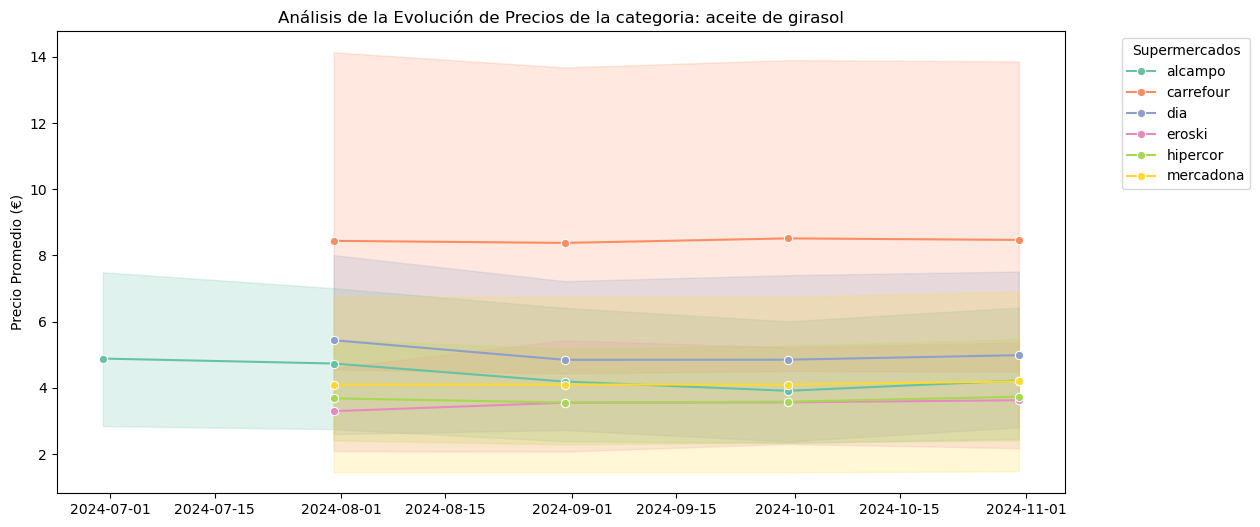 Análisis de la Evolución de Precios de la categoria: aceite de girasol
Precio Promedio (€)
14
12
10
8
6
4
2
2024-07-01 2024-07-15 2024-08-01 2024-08-15 2024-09-01 2024-09-15 2024-10-01 2024-10-15 2024-11-01
Supermercados
alcampo
carrefour
dia
eroski
hipercor
mercadona